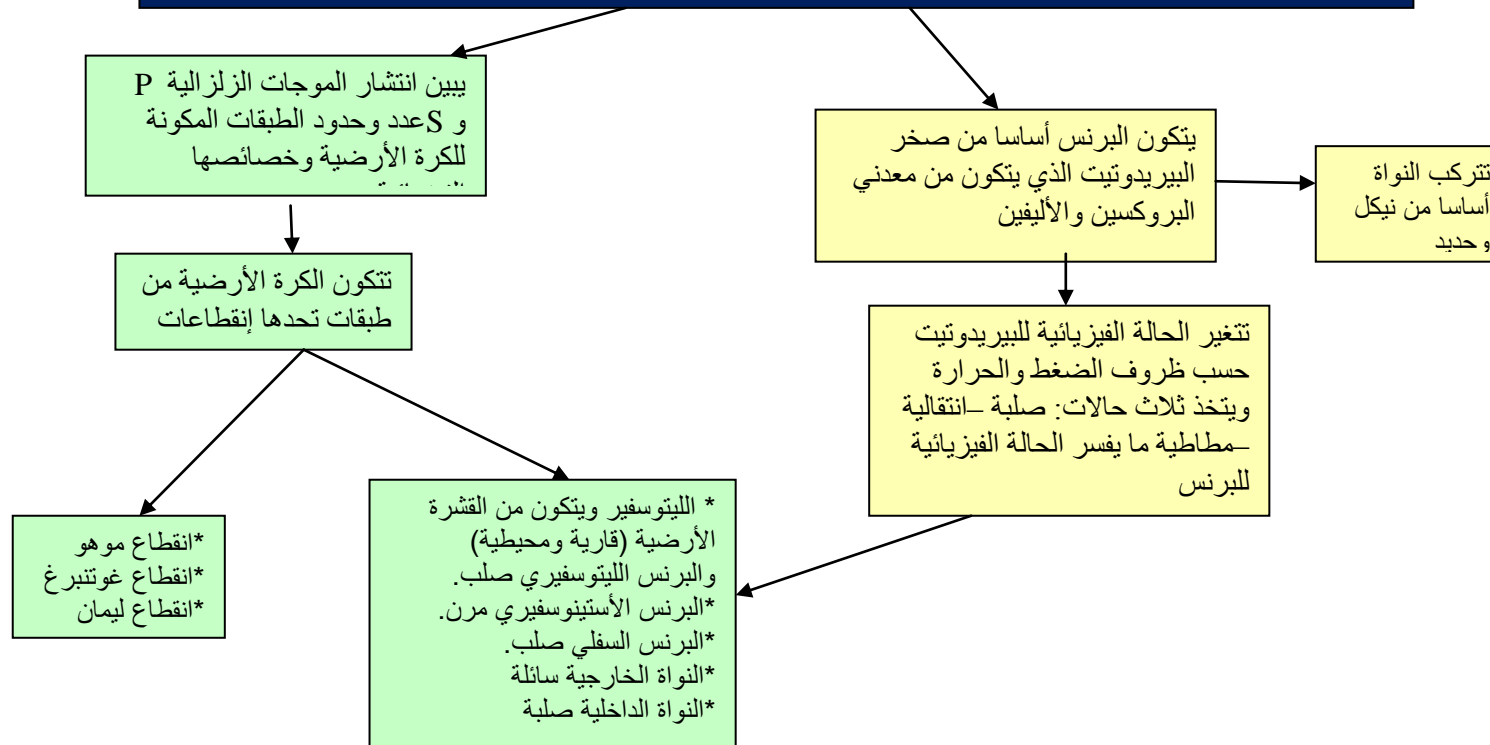 يبين انتشار الموجات الزلزالية P
و S عدد وحدود الطبقات المكونة
للكرة الأرضية وخصائصها
يتكون البرنس أساسا من صخر
البيريدوتيت الذي يتكون من معدني
البروكسين والأليفين
تتركب النواة
أساسا من نيكل
وحديد
تتكون الكرة الأرضية من
طبقات تحدها إنقطاعات
تتغير الحالة الفيزيائية للبيريدوتيت
حسب ظروف الضغط والحرارة
ويتخذ ثلاث حالات: صلبة –انتقالية
–مطاطية ما يفسر الحالة الفيزيائية
للبرنس
* الليتوسفير ويتكون من القشرة
الأرضية (قارية ومحيطية)
والبرنس الليتوسفيري صلب.
*البرنس الأستينوسفيري مرن.
*البرنس السفلي صلب.
*النواة الخارجية سائلة
*النواة الداخلية صلبة
*انقطاع موهو
*انقطاع غوتنبرغ
*انقطاع ليمان